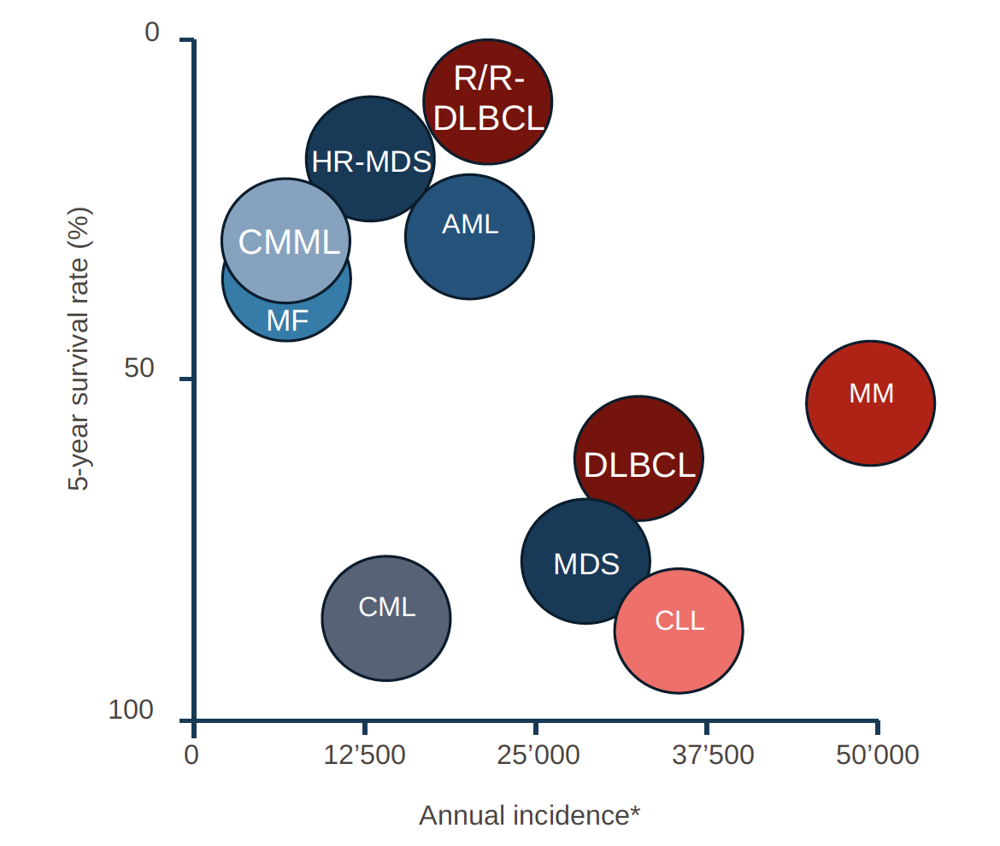 0
R/R-
DLBCL
HR-MDS
AML
CMML
MF
5-year survival rate (%)
50
MM
DLBCL
MDS
CML
CLL
100
0
12’500
25’000
37’500
50’000
Annual incidence*